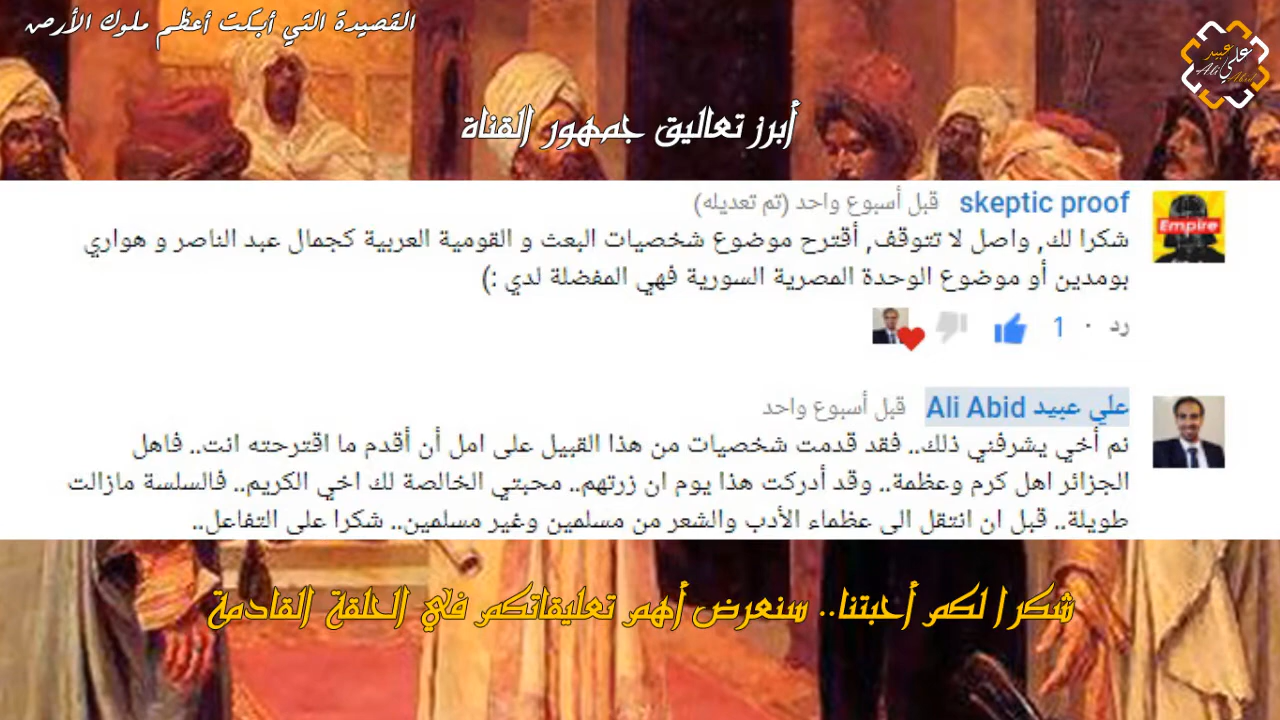 القصيدة التي أبكت أعظم ملوك الأرض
علي عبيد
Ali Abid
أبرز تعاليق جمهور القناة
skeptic proof قبل أسبوع واحد (تم تعديله)
Empire
شكرا لك, واصل لا تتوقف, أقترح موضوع شخصيات البعث و القومية العربية كجمال عبد الناصر و هواري
بومدين أو موضوع الوحدة المصرية السورية فهي المفضلة لدي :)
رد · 1
علي عبيد Ali Abid قبل أسبوع واحد
نم أخي يشرفني ذلك.. فقد قدمت شخصيات من هذا القبيل على امل أن أقدم ما اقترحته انت.. فاهل
الجزائر اهل كرم وعظمة.. وقد أدركت هذا يوم ان زرتهم.. محبتي الخالصة لك اخي الكريم.. فالسلسة مازالت
طويلة.. قبل ان انتقل الى عظماء الأدب والشعر من مسلمين وغير مسلمين.. شكرا على التفاعل..
شكرا لكم أحبتنا.. سنعرض أهم تعليقاتكم في الحلقة القادمة